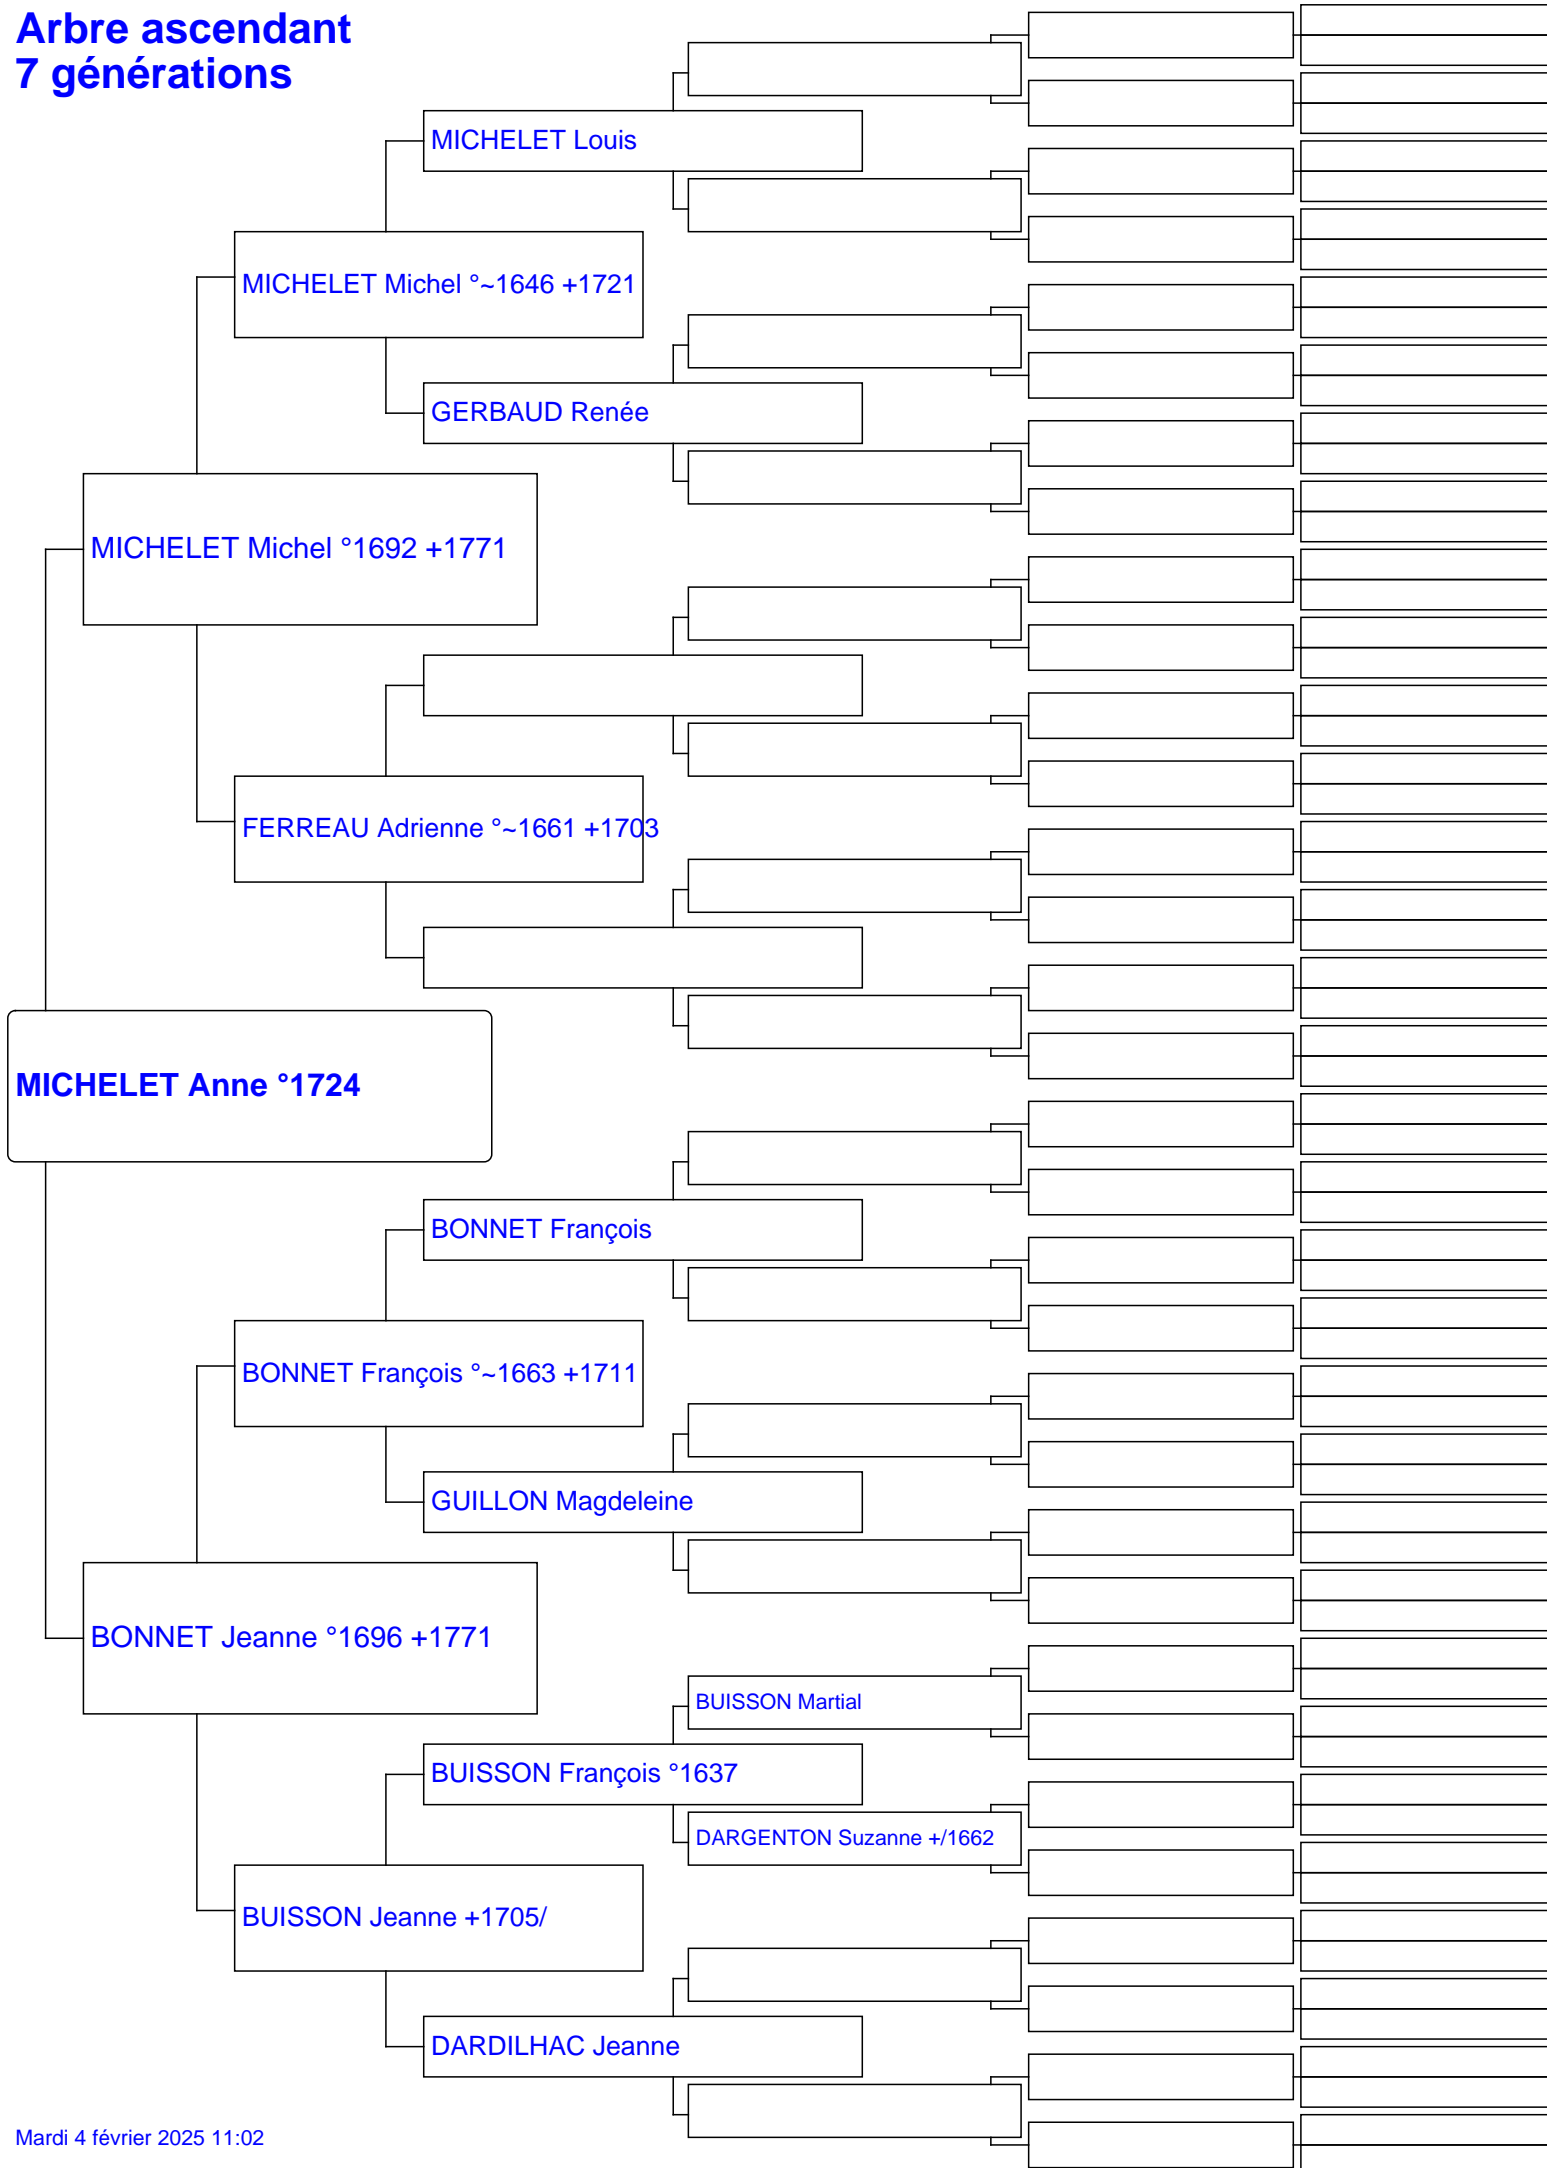 Arbre ascendant
7 générations
MICHELET Louis
MICHELET Michel °~1646 +1721
GERBAUD Renée
MICHELET Michel °1692 +1771
FERREAU Adrienne °~1661 +1703
MICHELET Anne °1724
BONNET François
BONNET François °~1663 +1711
GUILLON Magdeleine
BONNET Jeanne °1696 +1771
BUISSON Martial
BUISSON François °1637
DARGENTON Suzanne +/1662
BUISSON Jeanne +1705/
DARDILHAC Jeanne
Mardi 4 février 2025 11:02